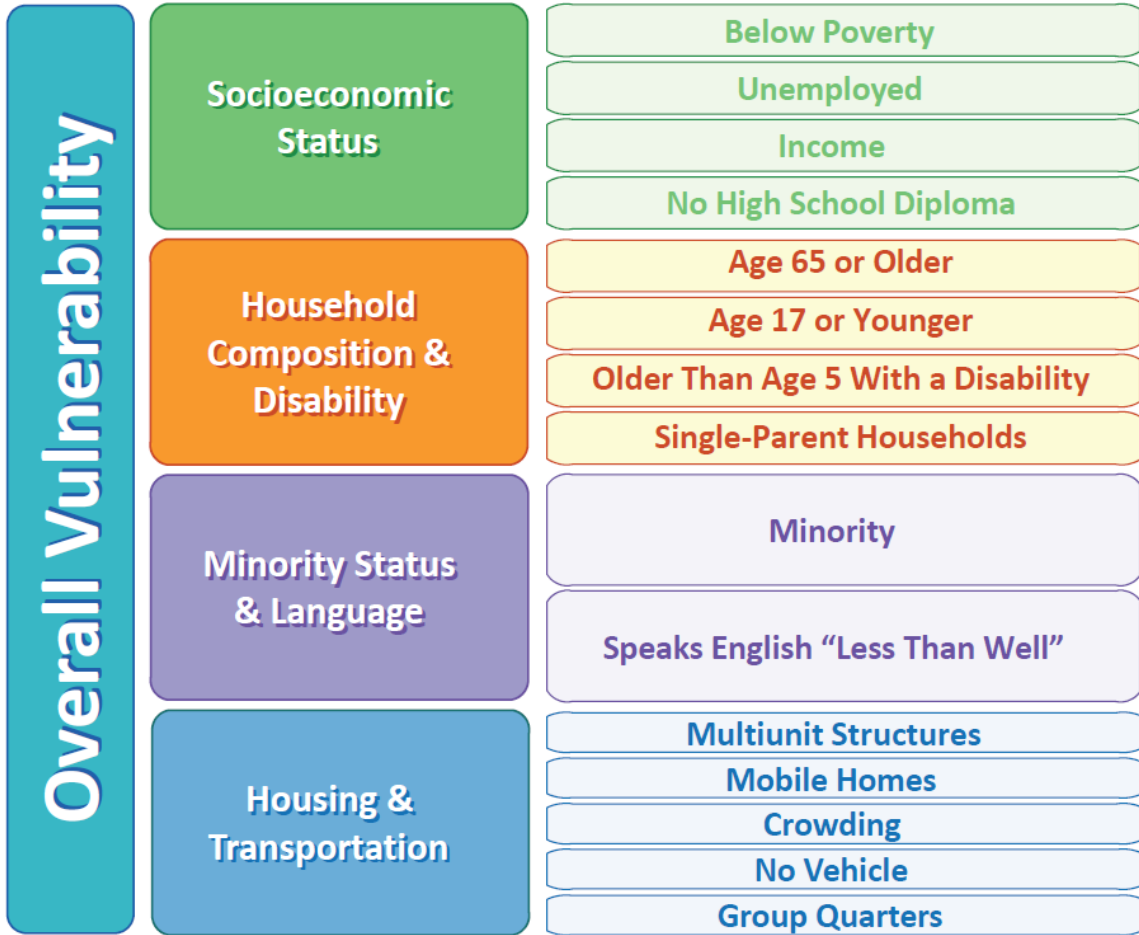 Overall Vulnerability
Socioeconomic
Status
Below Poverty
Unemployed
Income
No High School Diploma
Household
Composition &
Disability
Age 65 or Older
Age 17 or Younger
Older Than Age 5 With a Disability
Single-Parent Households
Minority Status
& Language
Minority
Speaks English “Less Than Well”
Housing &
Transportation
Multiunit Structures
Mobile Homes
Crowding
No Vehicle
Group Quarters